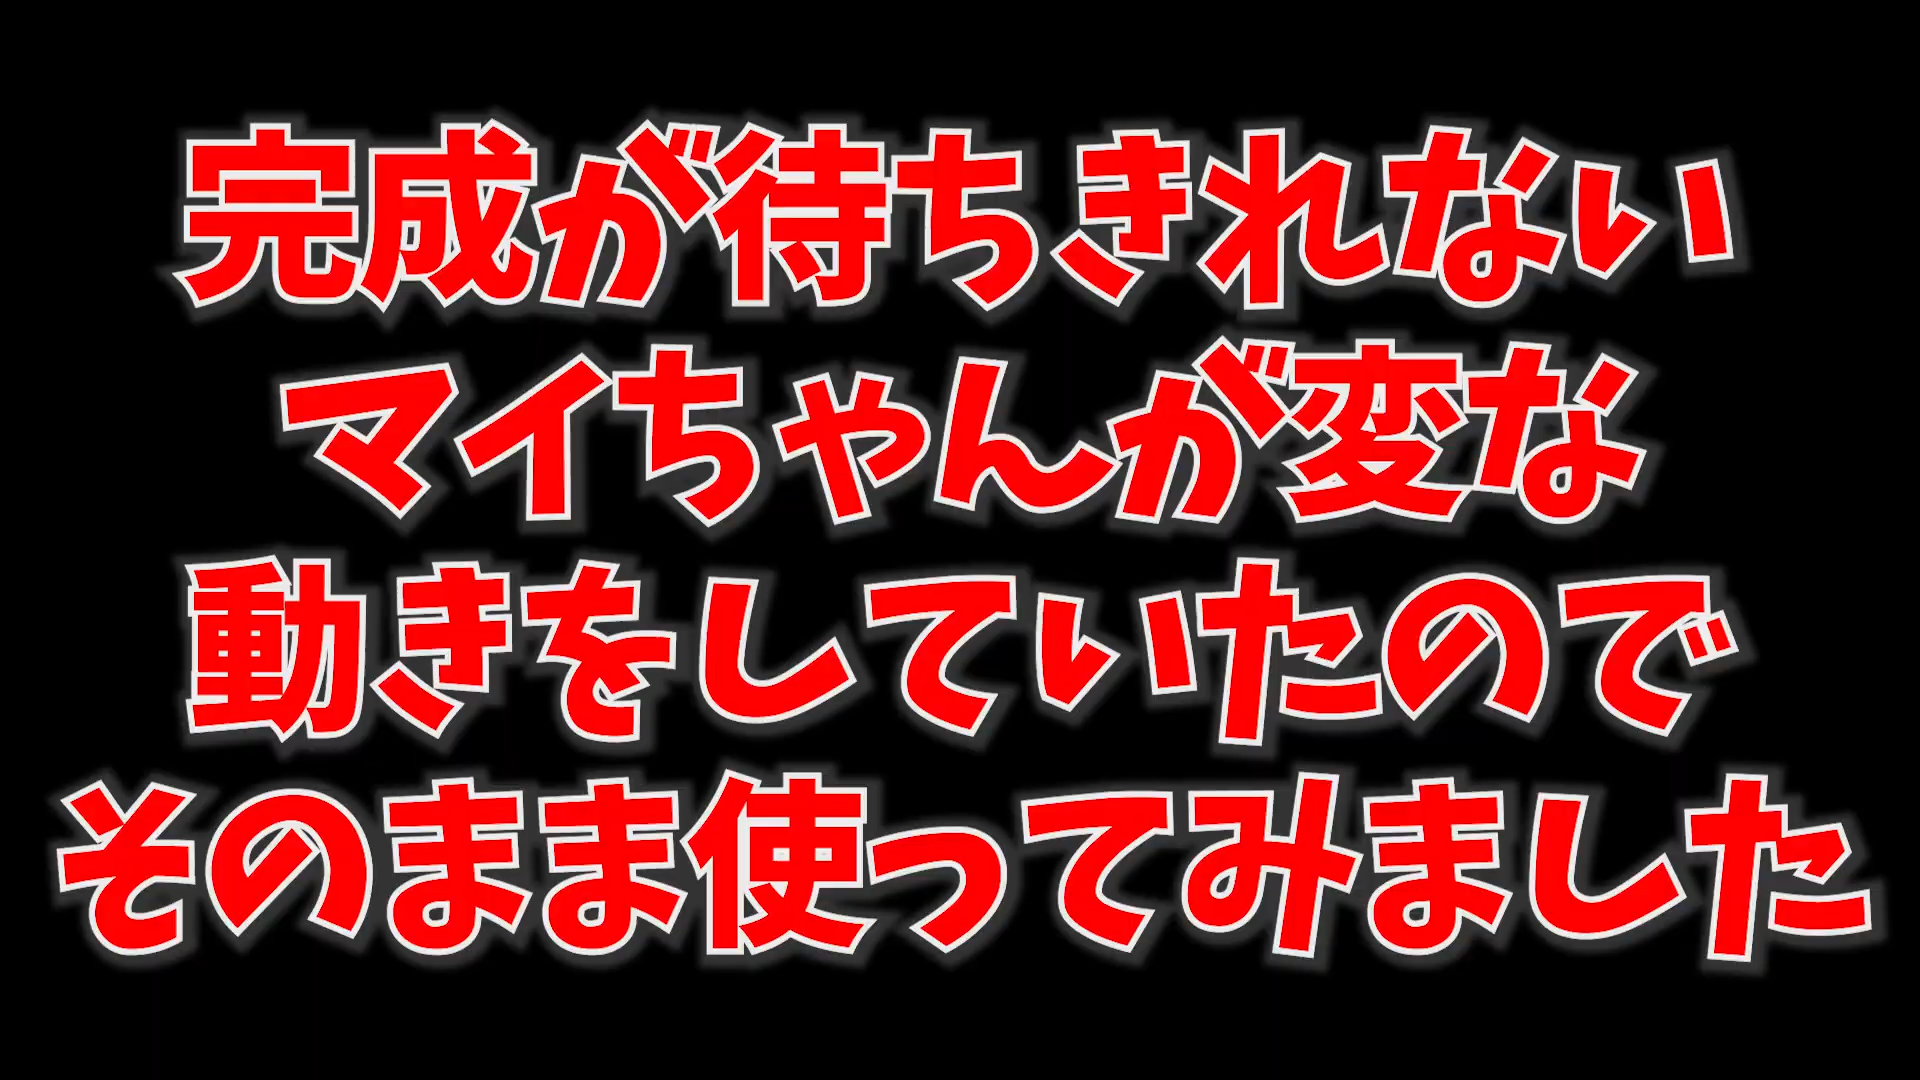 完成が待ちきれない
マイちゃんが変な
動きをしていたので
そのまま使ってみました